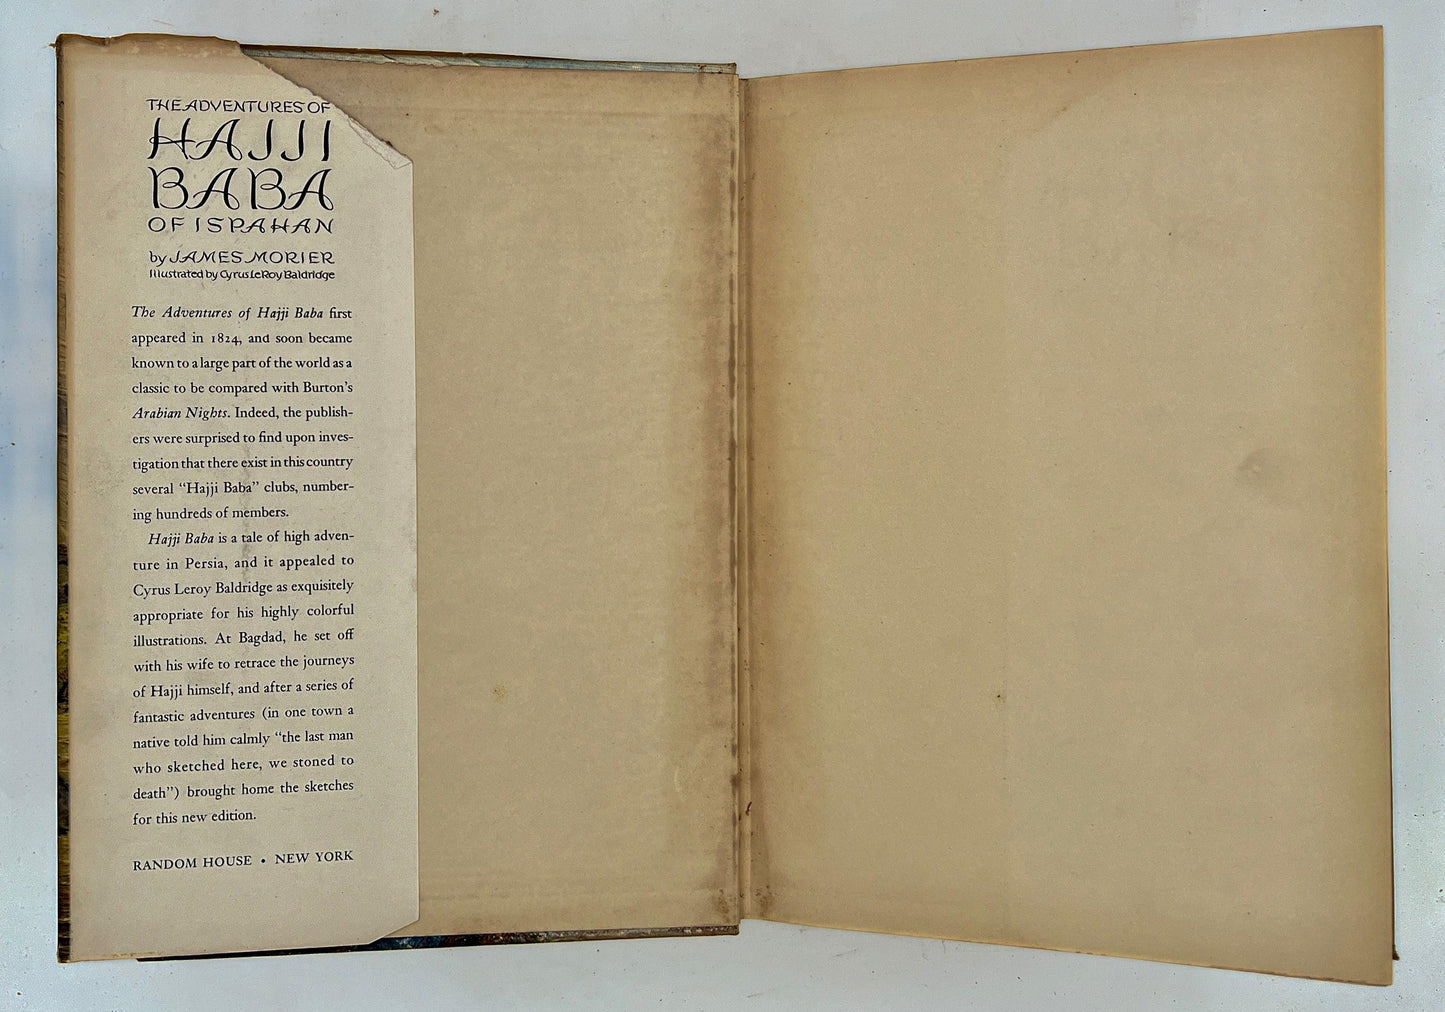 THE ADVENTURES OF
HAJJI
BABA
OF ISPAHAN
by JAMES MORIER
Illustrated by Cyrus LeRoy Baldridge
The Adventures of Hajji Baba first
appeared in 1824, and soon became
known to a large part of the world as a
classic to be compared with Burton's
Arabian Nights. Indeed, the publish-
ers were surprised to find upon inves-
tigation that there exist in this country
several “Hajji Baba” clubs, number-
ing hundreds of members.
Hajji Baba is a tale of high adven-
ture in Persia, and it appealed to
Cyrus Leroy Baldridge as exquisitely
appropriate for his highly colorful
illustrations. At Bagdad, he set off
with his wife to retrace the journeys
of Hajji himself, and after a series of
fantastic adventures (in one town a
native told him calmly “the last man
who sketched here, we stoned to
death”) brought home the sketches
for this new edition.
RANDOM HOUSE • NEW YORK